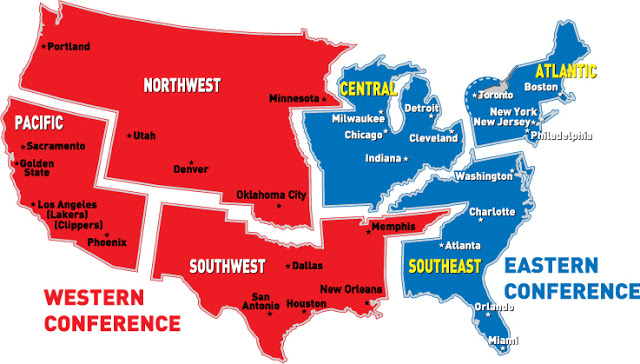 Portland
NORTHWEST
Minnesota
PACIFIC
Sacramento
Golden
State
Utah
Denver
Oklahoma City
Los Angeles
(Lakers)
(Clippers)
Phoenix
SOUTHWEST
Memphis
Dallas
San
Antonio
Houston
New Orleans
WESTERN
CONFERENCE
CENTRAL
Milwaukee
Detroit
Chicago
Cleveland
Indiana
ATLANTIC
Toronto
Boston
New York
New Jersey
Philadelphia
Washington
Charlotte
Atlanta
SOUTHEAST
Orlando
Miami
EASTERN
CONFERENCE